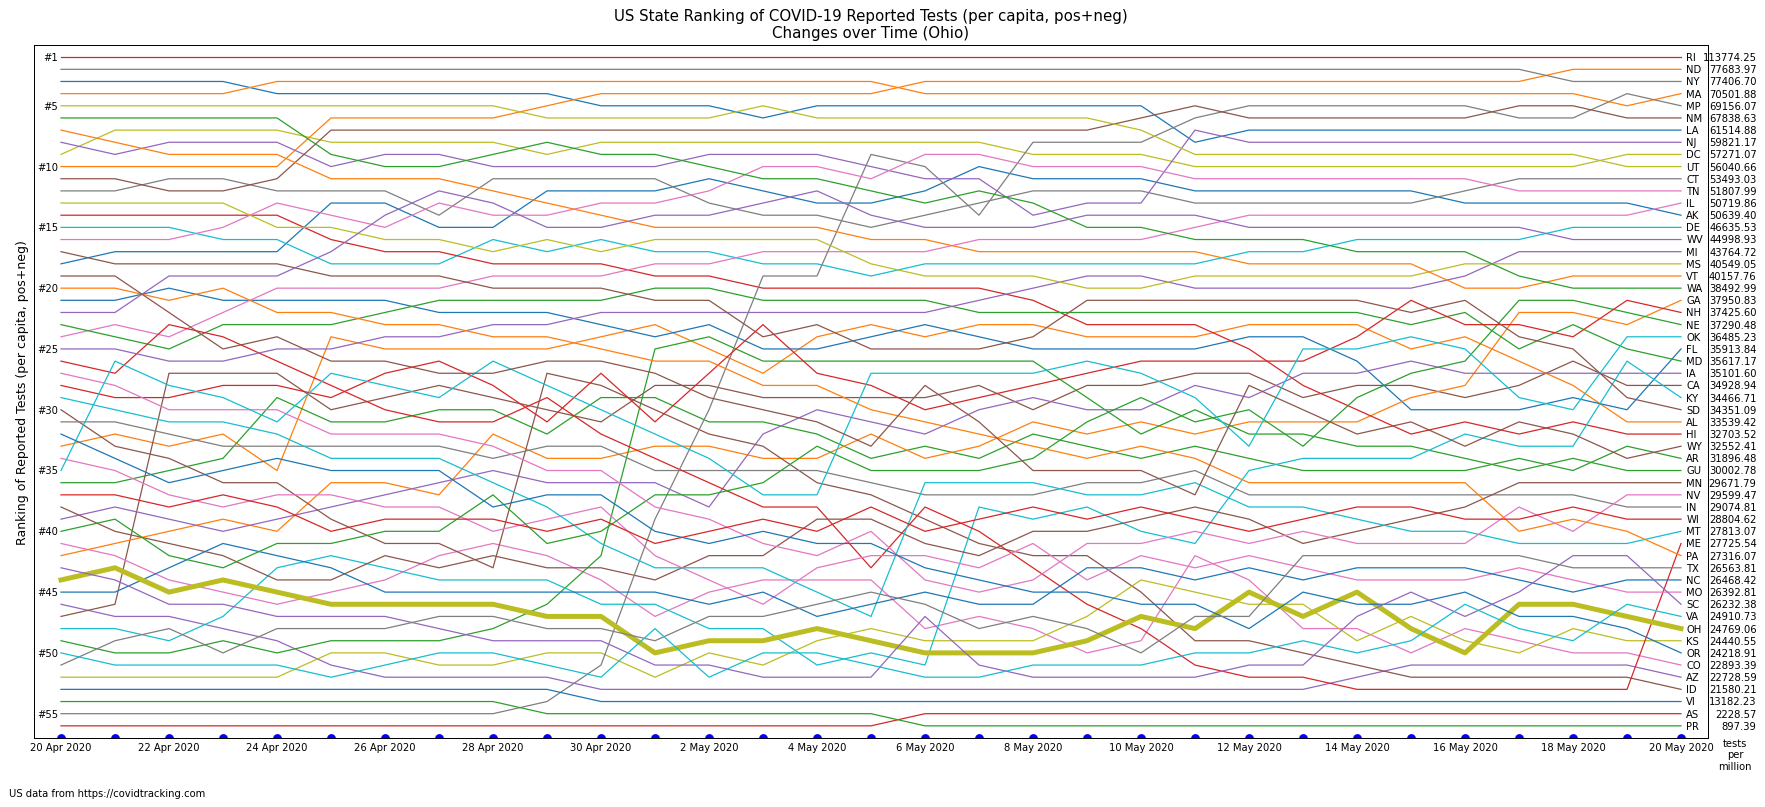 US State Ranking of COVID-19 Reported Tests (per capita, pos+neg)
Changes over Time (Ohio)
Ranking of Reported Tests (per capita, pos+neg)
#1
#5
#10
#15
#20
#25
#30
#35
#40
#45
#50
#55
RI 113774.25
ND 77683.97
NY 77406.70
MA 70501.88
MP 69156.07
NM 67838.63
LA 61514.88
NJ 59821.17
DC 57271.07
UT 56040.66
CT 53493.03
TN 51807.99
IL 50719.86
AK 50639.40
DE 46635.53
WV 44998.93
MI 43764.72
MS 40549.05
VT 40157.76
WA 38492.99
GA 37950.83
NH 37425.60
NE 37290.48
OK 36485.23
FL 35913.84
MD 35617.17
IA 35101.60
CA 34928.94
KY 34466.71
SD 34351.09
AL 33539.42
HI 32703.52
WY 32552.41
AR 31896.48
GU 30002.78
MN 29671.79
NV 29599.47
IN 29074.81
WI 28804.62
MT 27813.07
ME 27725.54
PA 27316.07
TX 26563.81
NC 26468.42
MO 26392.81
SC 26232.38
VA 24910.73
OH 24769.06
KS 24440.55
OR 24218.91
CO 22893.39
AZ 22728.59
ID 21580.21
VI 13182.23
AS 2228.57
PR 897.39
20 Apr 2020 22 Apr 2020 24 Apr 2020 26 Apr 2020 28 Apr 2020 30 Apr 2020 2 May 2020 4 May 2020 6 May 2020 8 May 2020 10 May 2020 12 May 2020 14 May 2020 16 May 2020 18 May 2020 20 May 2020
tests
per
million
US data from https://covidtracking.com